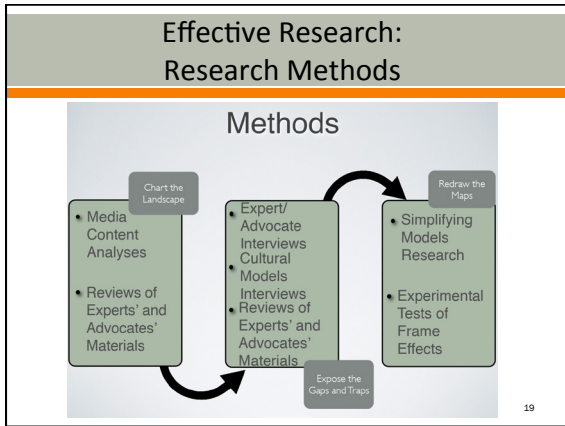 Effective Research:
Research Methods
Methods
Chart the
Landscape
• Media
Content
Analyses
• Reviews of
Experts' and
Advocates'
Materials
• Expert/
Advocate
Interviews
• Cultural
Models
Interviews
• Reviews of
Experts' and
Advocates'
Materials
Expose the
Gaps and Traps
Redraw the
Maps
• Simplifying
Models
Research
• Experimental
Tests of
Frame
Effects
19